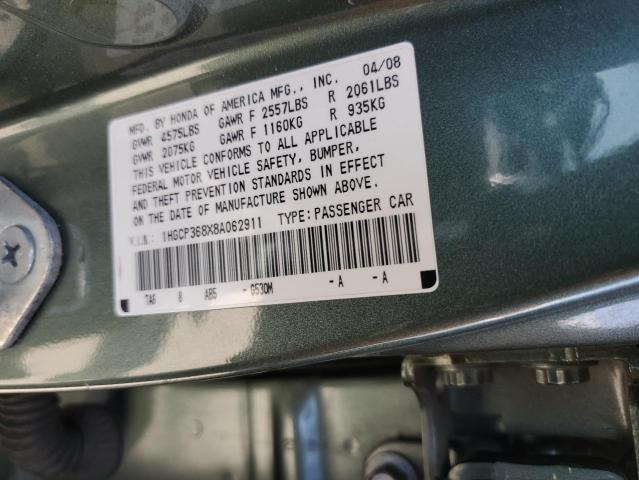 MFD. BY HONDA OF AMERICA MFG., INC. 04/08
GVWR 4575LBS GAWR F 2557LBS R 2061LBS
GVWR 2075KG GAWR F 1160KG R 935KG
THIS VEHICLE CONFORMS TO ALL APPLICABLE
FEDERAL MOTOR VEHICLE SAFETY, BUMPER,
AND THEFT PREVENTION STANDARDS IN EFFECT
ON THE DATE OF MANUFACTURE SHOWN ABOVE.
V.I.N.: 1HGCP368X8A062911 TYPE:PASSENGER CAR
TA6 8 AB5 - G530M - A - A